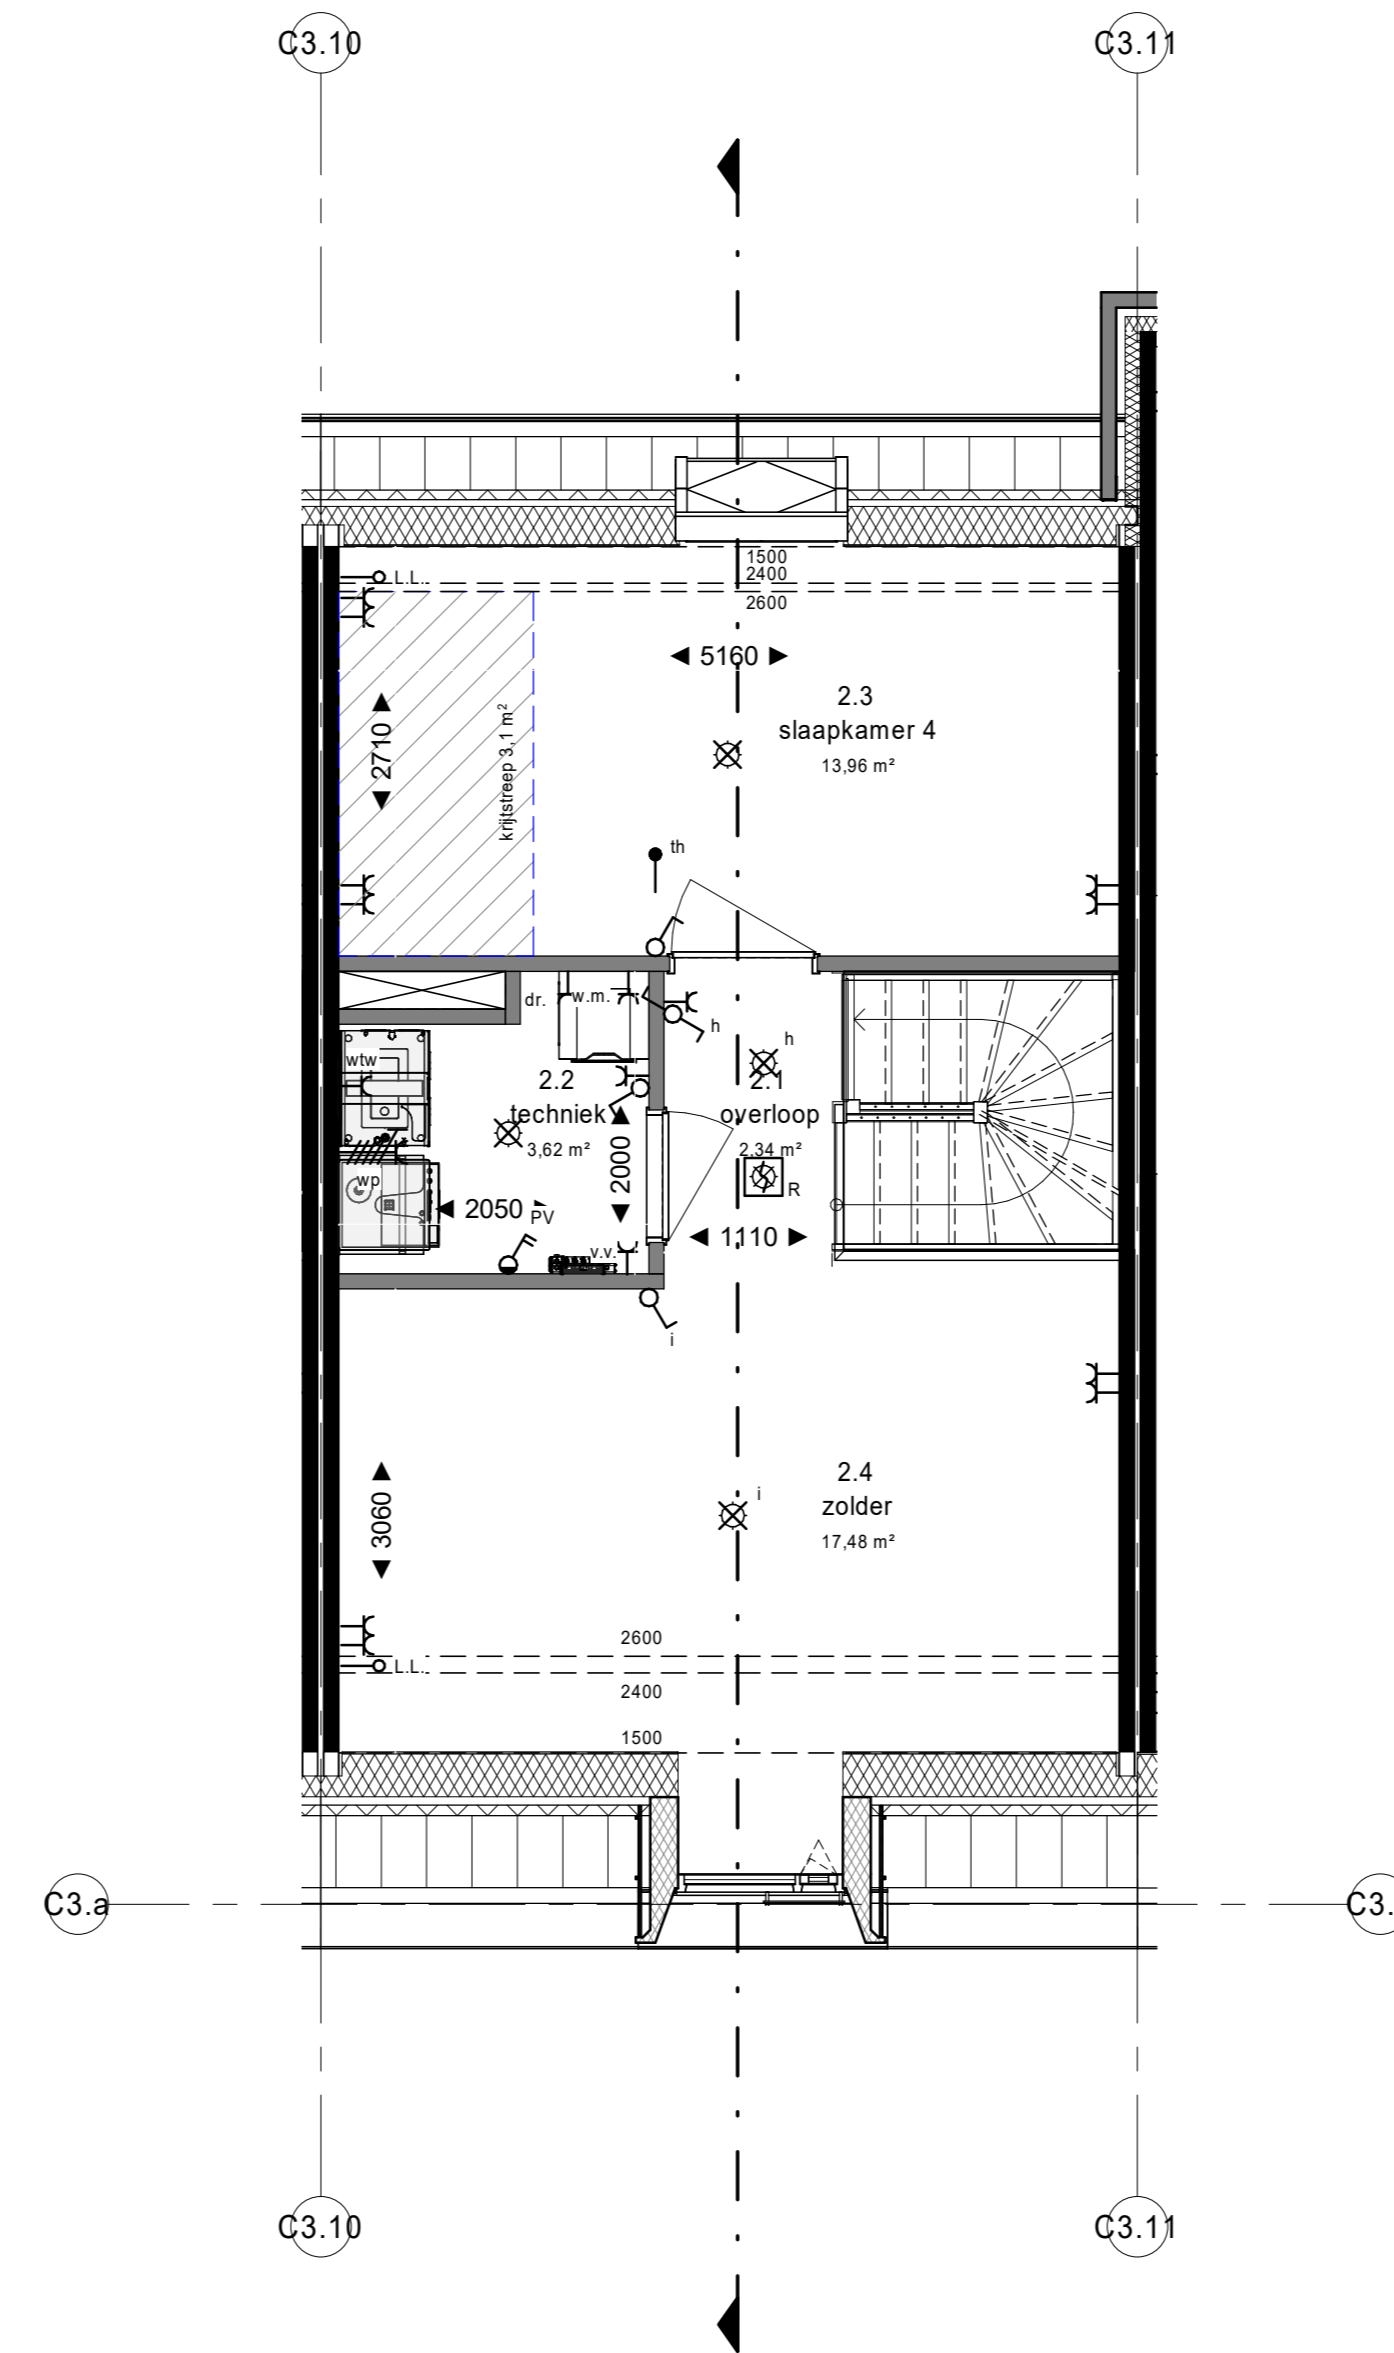 C3.10
C3.11
L.L.
1500
2400
2600
5160
2.3
slaapkamer 4
13,96 m²
2710
krijtstreep 3,1 m²
th
dr.
w.m.
h
h
wtw
2.2
techniek
3,62 m²
2.1
overloop
2,34 m²
2000
wp
R
2050
PV
1110
v.v.
i
2.4
zolder
17,48 m²
i
3060
2600
L.L.
2400
1500
C3.a
C3.
C3.10
C3.11